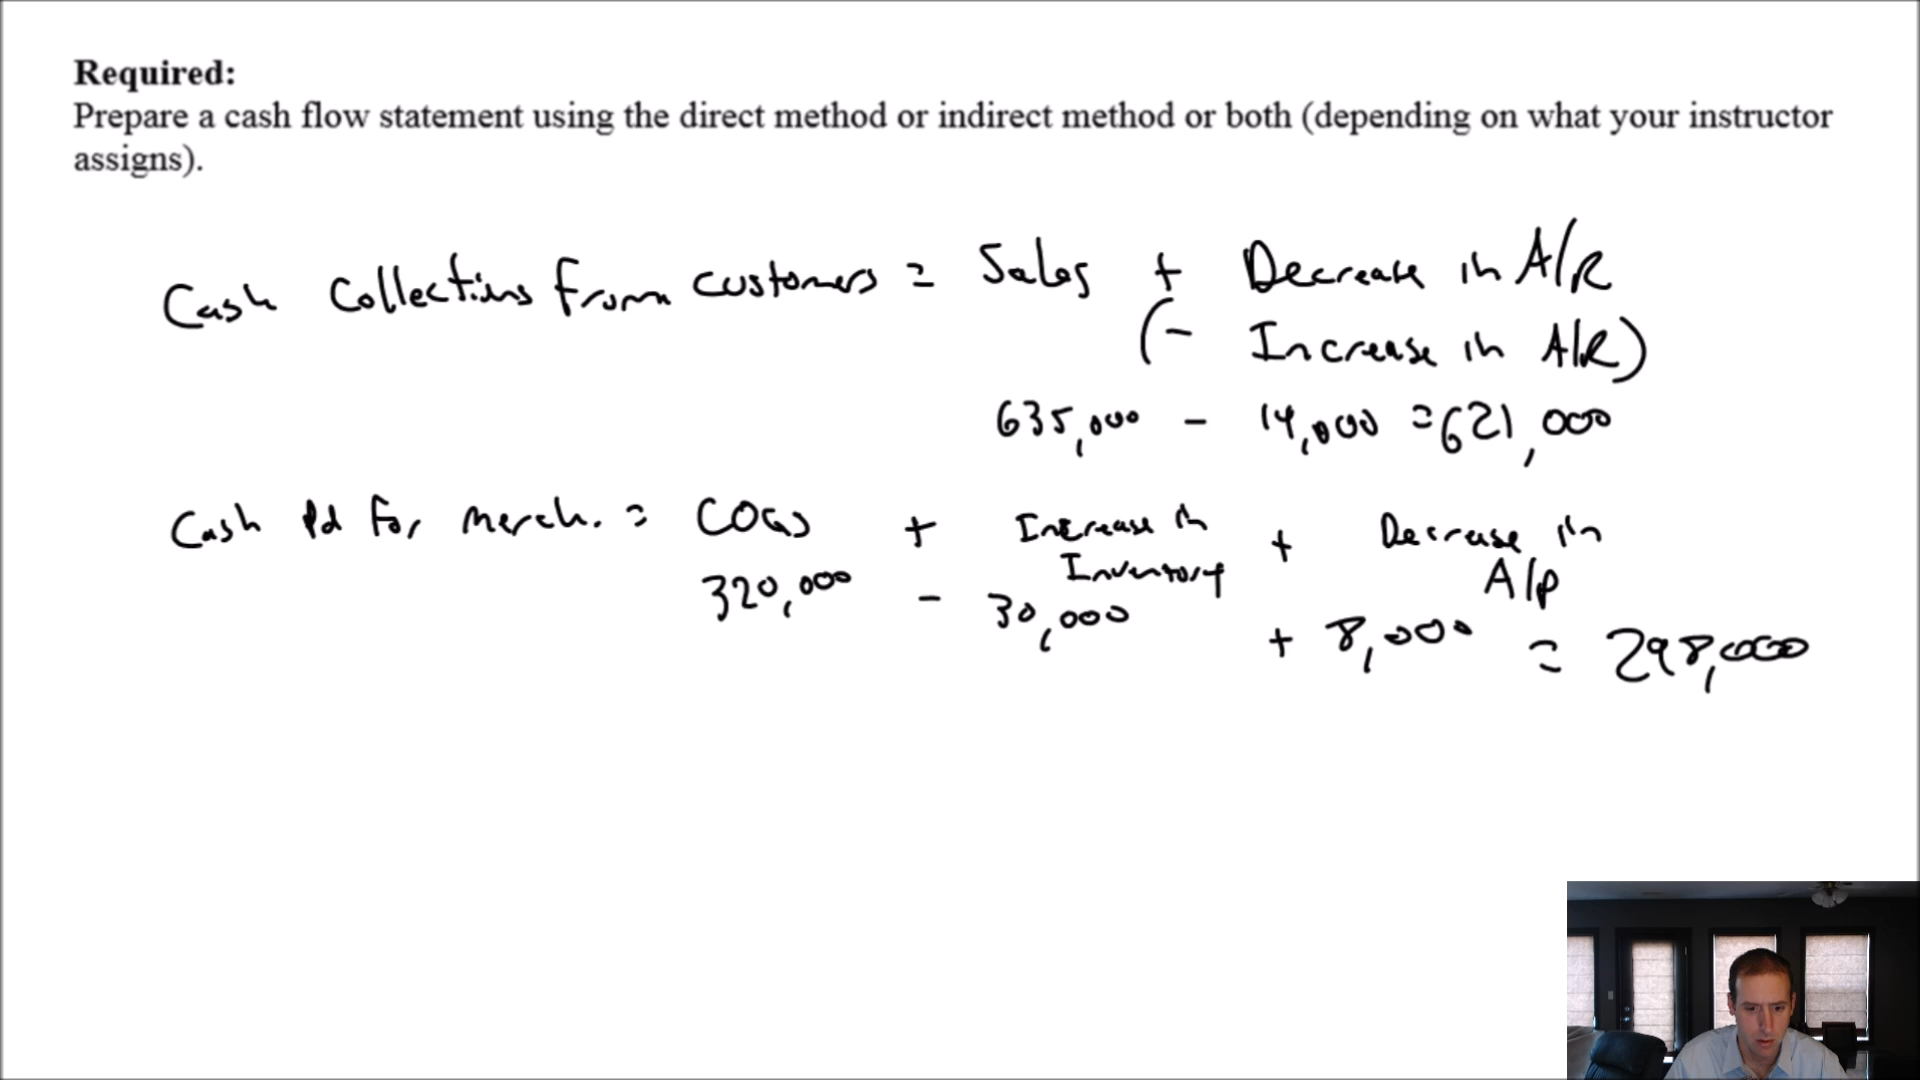 Required:
Prepare a cash flow statement using the direct method or indirect method or both (depending on what your instructor
assigns).
Cash Collections from customers = Sales + Decrease in A/R
(- Increase in A/R)
635,000 - 14,000 = 621,000
Cash Pd for merch. = COGS + Increase in Inventory + Decrease in A/P
320,000 - 30,000 + 8,000 = 298,000